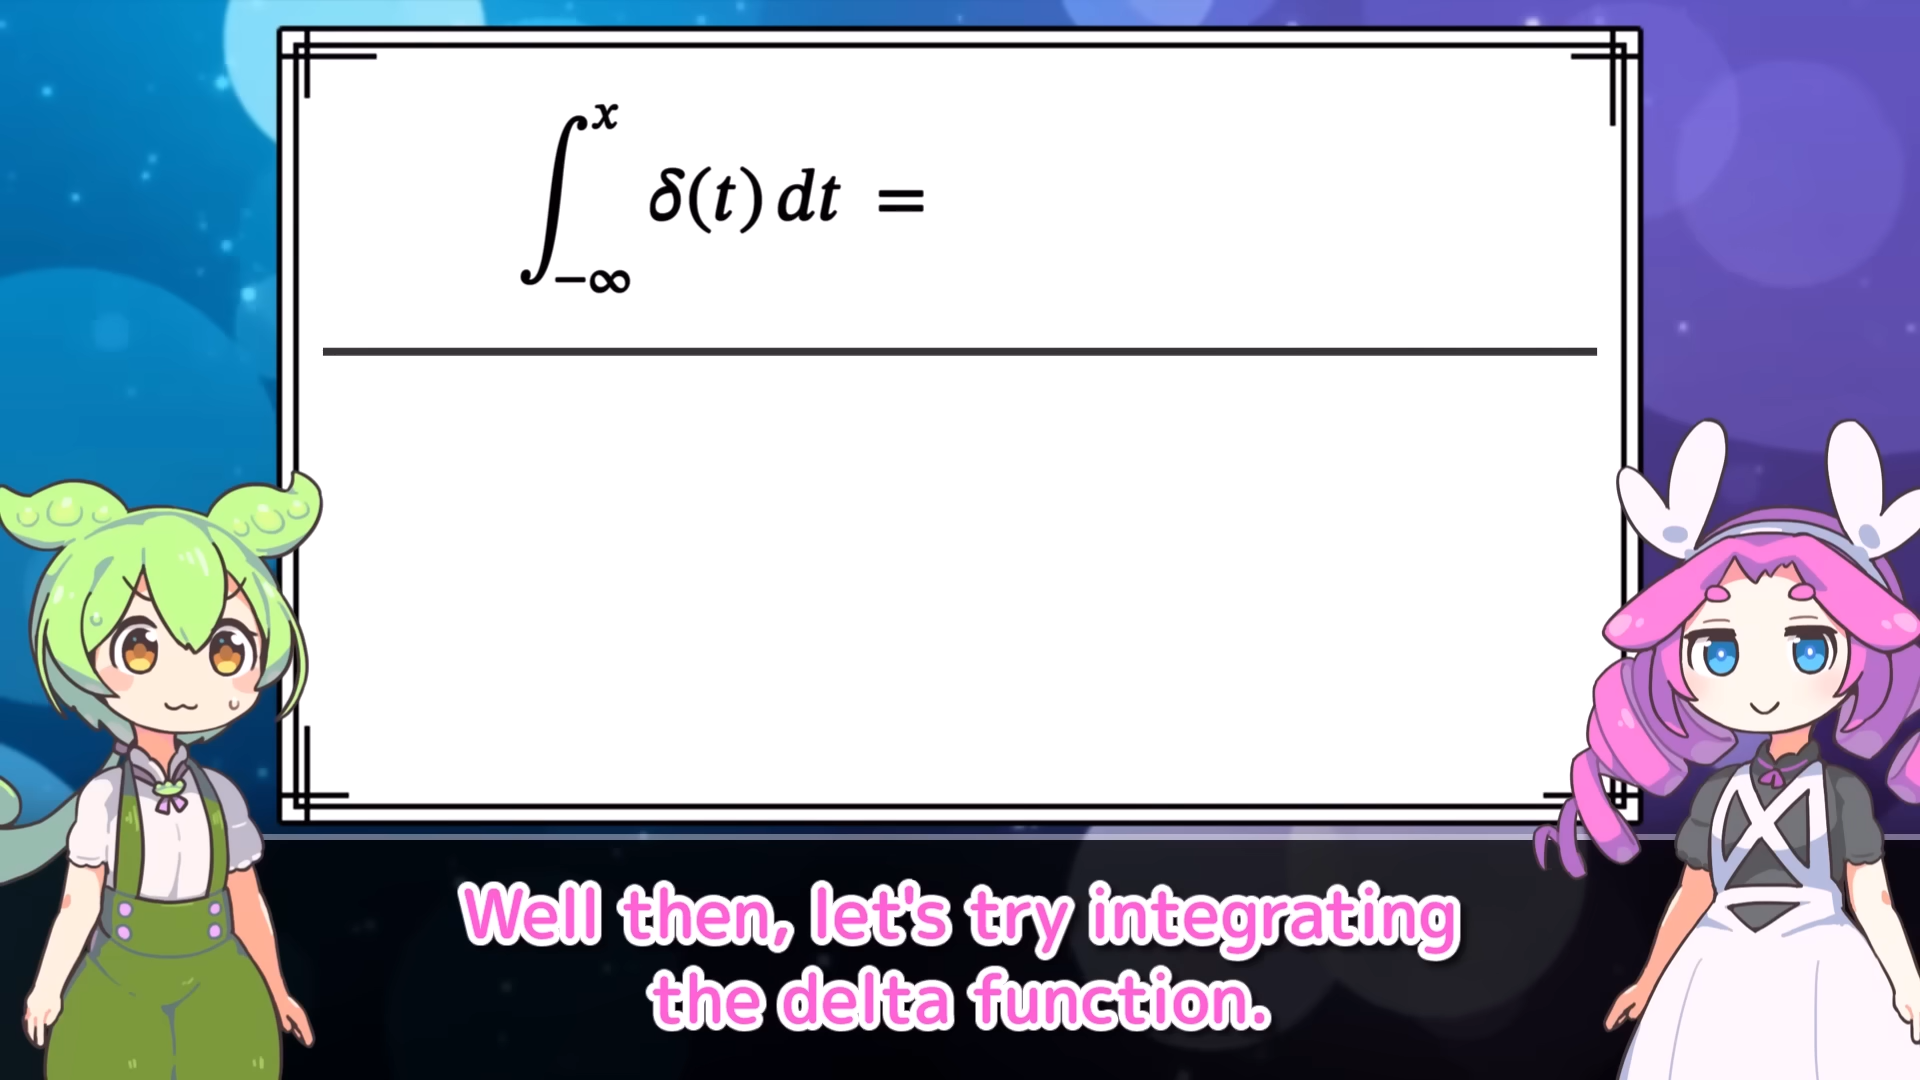 ∫_{-∞}^{x} δ(t) dt =
Well then, let's try integrating
the delta function.